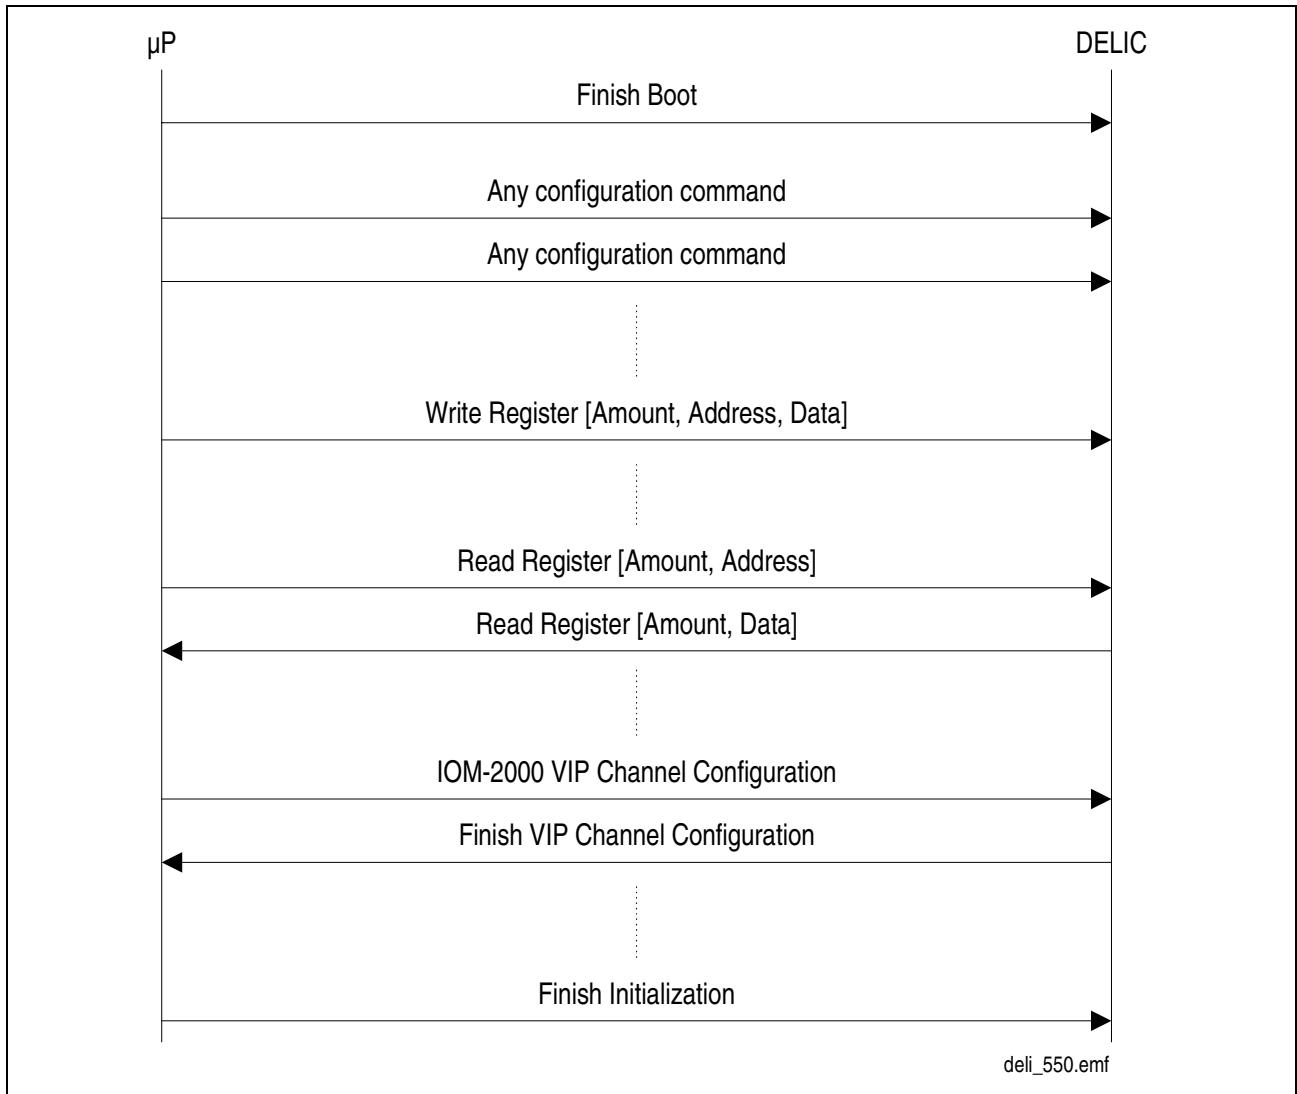 µP DELIC
Finish Boot
Any configuration command
Any configuration command
Write Register [Amount, Address, Data]
Read Register [Amount, Address]
Read Register [Amount, Data]
IOM-2000 VIP Channel Configuration
Finish VIP Channel Configuration
Finish Initialization
deli_550.emf